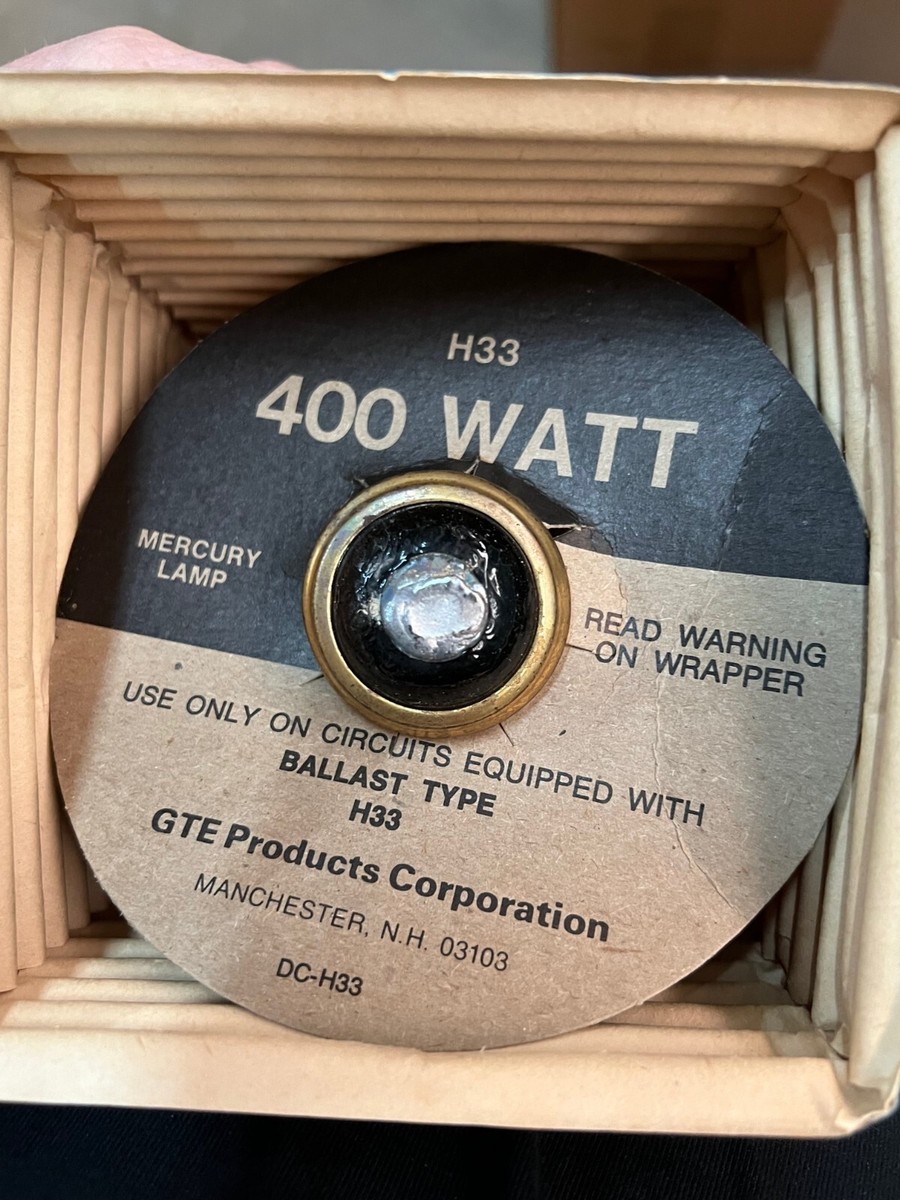 H33
400 WATT
MERCURY
LAMP
READ WARNING
ON WRAPPER
USE ONLY ON CIRCUITS EQUIPPED WITH
BALLAST TYPE
H33
GTE Products Corporation
MANCHESTER, N.H. 03103
DC-H33